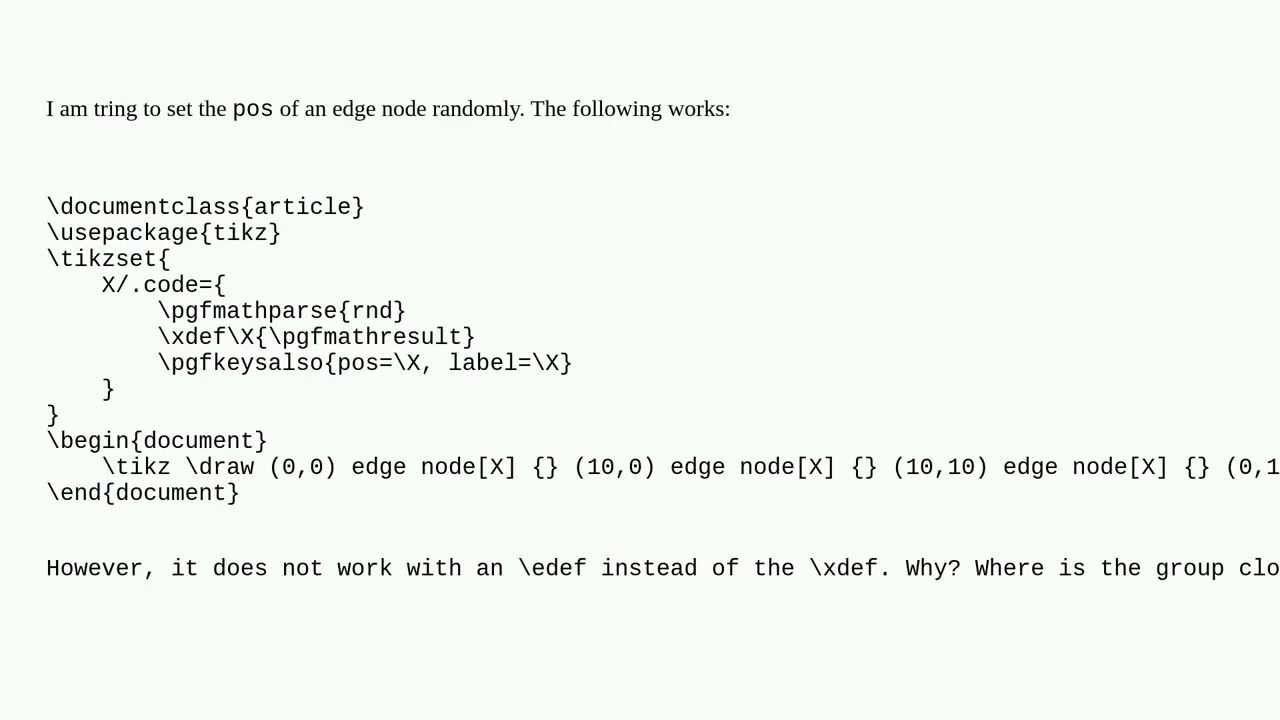 I am tring to set the pos of an edge node randomly. The following works:
\documentclass{article}
\usepackage{tikz}
\tikzset{
    X/.code={
        \pgfmathparse{rnd}
        \xdef\X{\pgfmathresult}
        \pgfkeysalso{pos=\X, label=\X}
    }
}
\begin{document}
    \tikz \draw (0,0) edge node[X] {} (10,0) edge node[X] {} (10,10) edge node[X] {} (0,1
\end{document}
However, it does not work with an \edef instead of the \xdef. Why? Where is the group clo